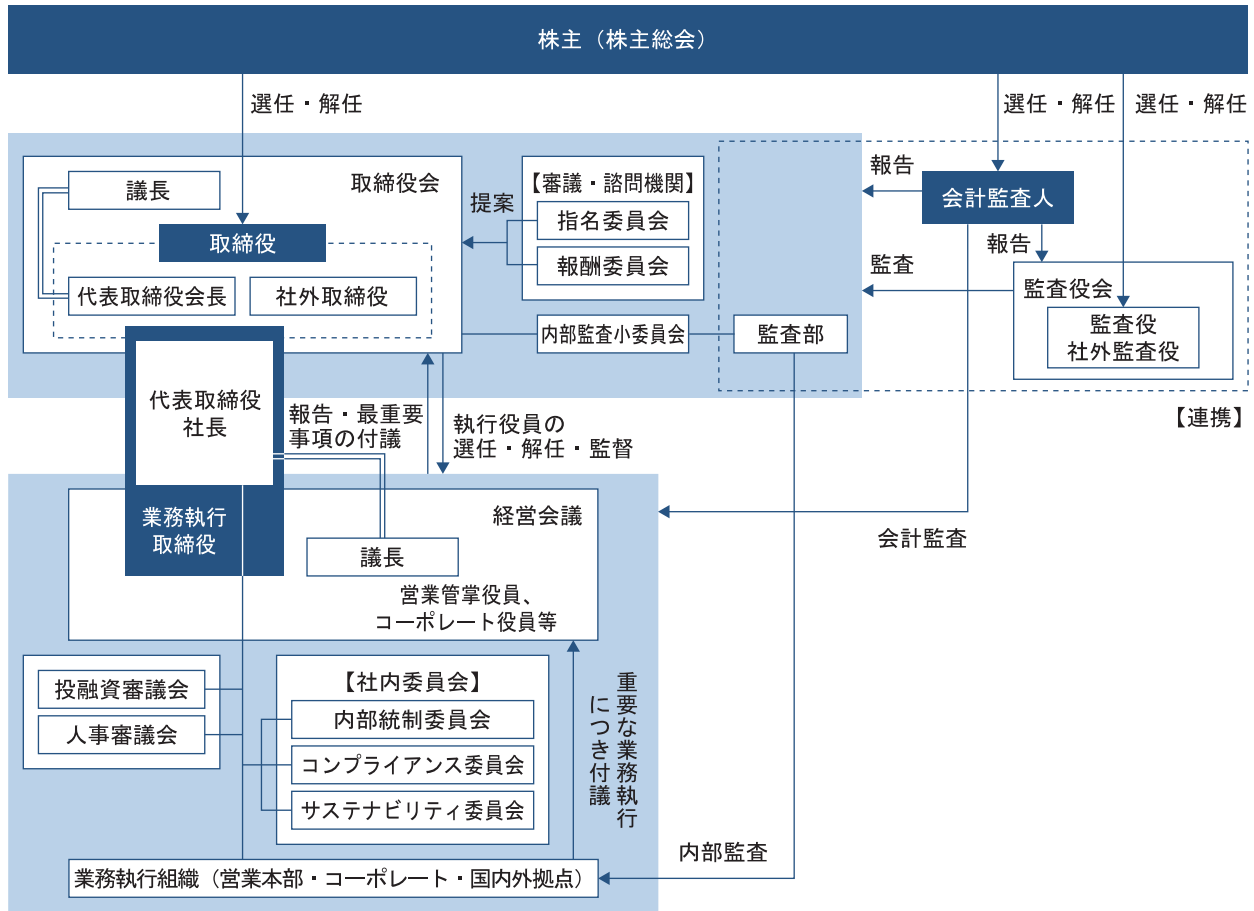 株主（株主総会）
選任・解任
選任・解任
選任・解任
取締役会
議長
取締役
代表取締役会長
社外取締役
提案
【審議・諮問機関】
指名委員会
報酬委員会
報告
会計監査人
報告
監査
監査役会
監査役
社外監査役
内部監査小委員会
監査部
【連携】
代表取締役
社長
報告・最重要
事項の付議
執行役員の
選任・解任・監督
業務執行
取締役
経営会議
議長
営業管掌役員、
コーポレート役員等
会計監査
投融資審議会
人事審議会
【社内委員会】
内部統制委員会
コンプライアンス委員会
サステナビリティ委員会
重要な業務執行
につき付議
内部監査
業務執行組織（営業本部・コーポレート・国内外拠点）